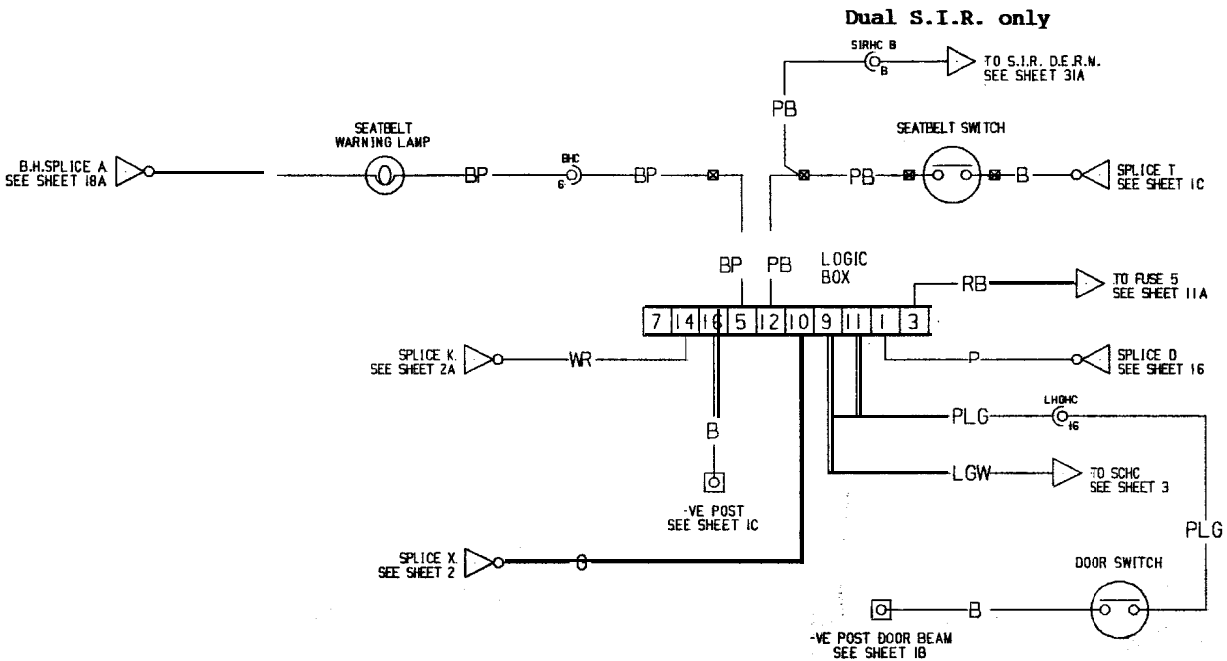 Dual S.I.R. only
SIRHC B
B
TO S.I.R. D.E.R.M.
SEE SHEET 31A
PB
SEATBELT
WARNING LAMP
SEATBELT SWITCH
B.H.SPLICE A
SEE SHEET 18A
BP
BHC
6
BP
PB
B
SPLICE T
SEE SHEET 1C
BP
PB
LOGIC
BOX
RB
TO FUSE 5
SEE SHEET 11A
7 14 16 5 12 10 9 11 1 3
SPLICE K.
SEE SHEET 2A
WR
P
SPLICE D
SEE SHEET 16
B
PLG
LHDHC
16
LGW
TO SCHC
SEE SHEET 3
-VE POST
SEE SHEET 1C
PLG
SPLICE X.
SEE SHEET 2
DOOR SWITCH
B
-VE POST DOOR BEAM
SEE SHEET 1B